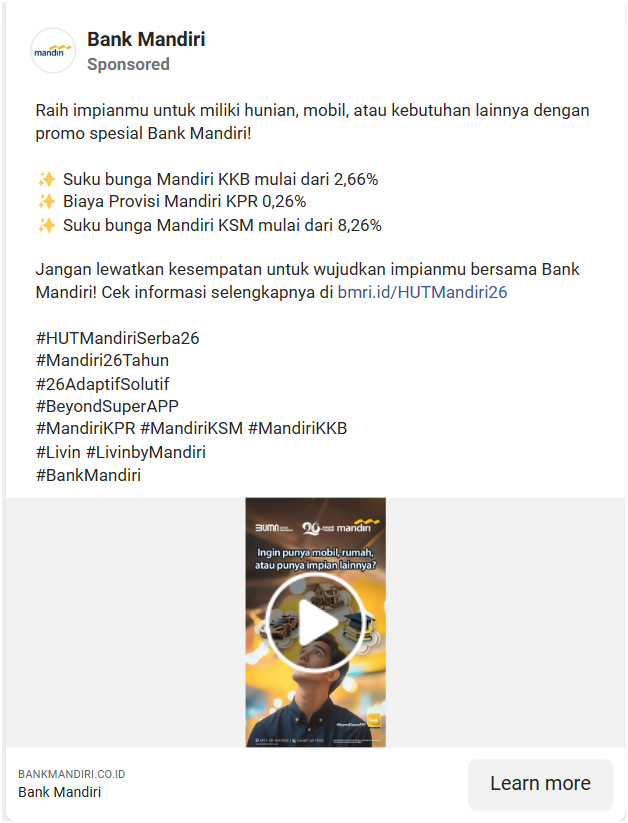 mandiri
Bank Mandiri
Sponsored
Raih impianmu untuk miliki hunian, mobil, atau kebutuhan lainnya dengan
promo spesial Bank Mandiri!
✨ Suku bunga Mandiri KKB mulai dari 2,66%
✨ Biaya Provisi Mandiri KPR 0,26%
✨ Suku bunga Mandiri KSM mulai dari 8,26%
Jangan lewatkan kesempatan untuk wujudkan impianmu bersama Bank
Mandiri! Cek informasi selengkapnya di bmri.id/HUTMandiri26
#HUTMandiriSerba26
#Mandiri26Tahun
#26AdaptifSolutif
#BeyondSuperAPP
#MandiriKPR #MandiriKSM #MandiriKKB
#Livin #LivinbyMandiri
#BankMandiri
BUMN 26 mandiri
Ingin punya mobil, rumah,
atau punya impian lainnya?
#BeyondSuperAPP
BANKMANDIRI.CO.ID
Bank Mandiri
Learn more